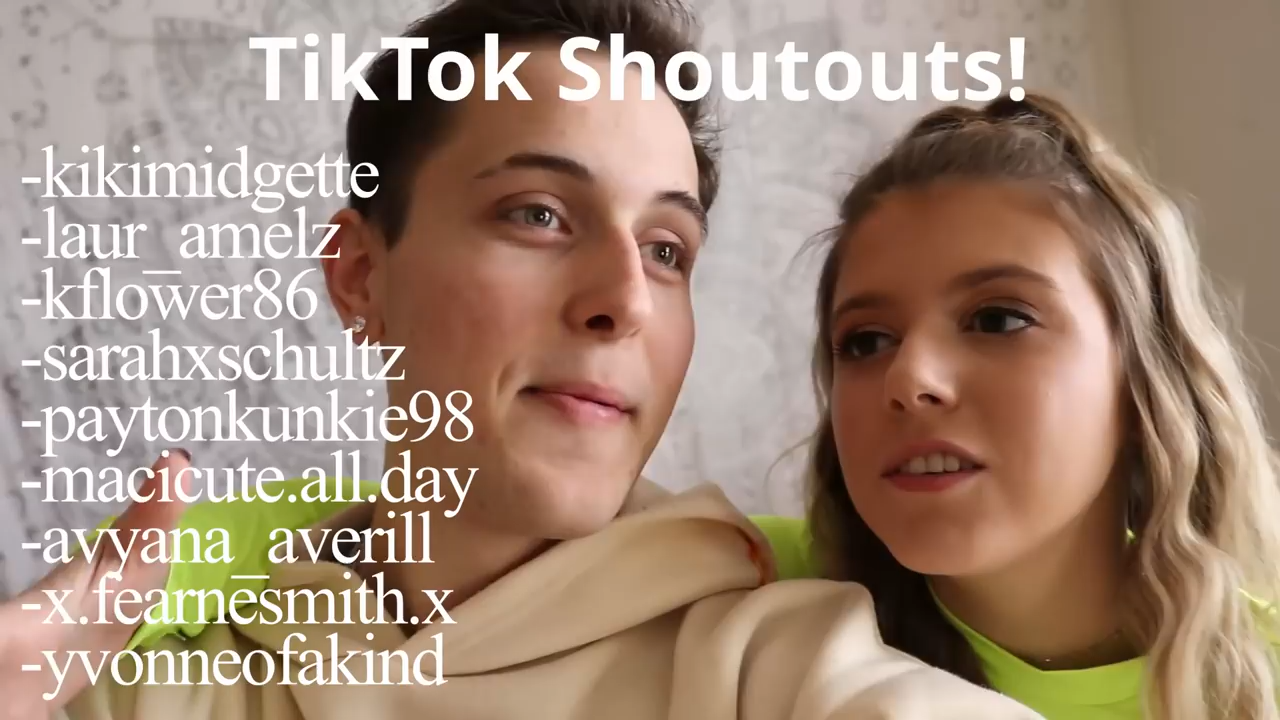 TikTok Shoutouts!
-kikimidgette
-laur_amelz
-kflower86
-sarahxschultz
-paytonkunkie98
-macicute.all.day
-avyana_averill
-x.fearnesmith.x
-yvonneofakind